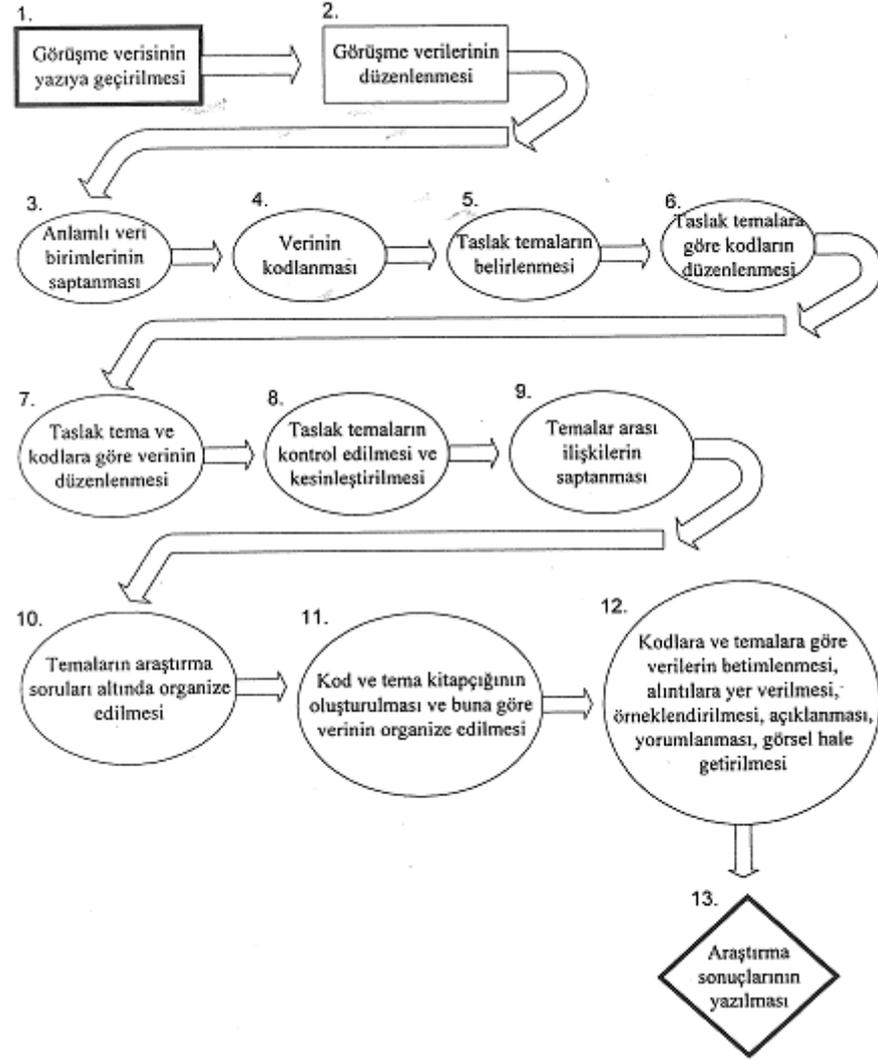 1.
Görüşme verisinin
yazıya geçirilmesi
2.
Görüşme verilerinin
düzenlenmesi
3.
Anlamlı veri
birimlerinin
saptanması
4.
Verinin
kodlanması
5.
Taslak temaların
belirlenmesi
6.
Taslak temalara
göre kodların
düzenlenmesi
7.
Taslak tema ve
kodlara göre verinin
düzenlenmesi
8.
Taslak temaların
kontrol edilmesi ve
kesinleştirilmesi
9.
Temalar arası
ilişkilerin
saptanması
10.
Temaların araştırma
soruları altında organize
edilmesi
11.
Kod ve tema kitapçığının
oluşturulması ve buna göre
verinin organize edilmesi
12.
Kodlara ve temalara göre
verilerin betimlenmesi,
alıntılara yer verilmesi,
örneklendirilmesi, açıklanması,
yorumlanması, görsel hale
getirilmesi
13.
Araştırma
sonuçlarının
yazılması